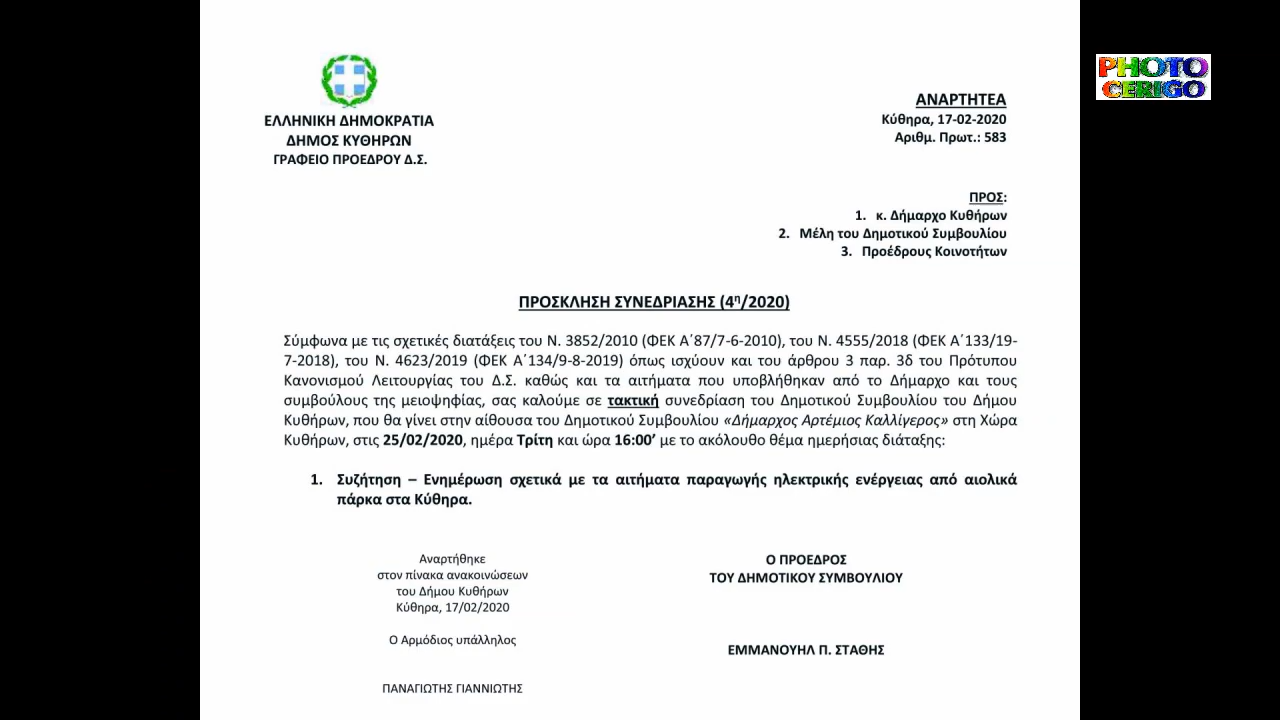 PHOTO
CERIGO
ΕΛΛΗΝΙΚΗ ΔΗΜΟΚΡΑΤΙΑ
ΔΗΜΟΣ ΚΥΘΗΡΩΝ
ΓΡΑΦΕΙΟ ΠΡΟΕΔΡΟΥ Δ.Σ.
ΑΝΑΡΤΗΤΕΑ
Κύθηρα, 17-02-2020
Αριθμ. Πρωτ.: 583
ΠΡΟΣ:
1. κ. Δήμαρχο Κυθήρων
2. Μέλη του Δημοτικού Συμβουλίου
3. Προέδρους Κοινοτήτων
ΠΡΟΣΚΛΗΣΗ ΣΥΝΕΔΡΙΑΣΗΣ (4η/2020)
Σύμφωνα με τις σχετικές διατάξεις του Ν. 3852/2010 (ΦΕΚ Α΄87/7-6-2010), του Ν. 4555/2018 (ΦΕΚ Α΄133/19-
7-2018), του Ν. 4623/2019 (ΦΕΚ Α΄134/9-8-2019) όπως ισχύουν και του άρθρου 3 παρ. 3δ του Πρότυπου
Κανονισμού Λειτουργίας του Δ.Σ. καθώς και τα αιτήματα που υποβλήθηκαν από το Δήμαρχο και τους
συμβούλους της μειοψηφίας, σας καλούμε σε τακτική συνεδρίαση του Δημοτικού Συμβουλίου του Δήμου
Κυθήρων, που θα γίνει στην αίθουσα του Δημοτικού Συμβουλίου «Δήμαρχος Αρτέμιος Καλλίγερος» στη Χώρα
Κυθήρων, στις 25/02/2020, ημέρα Τρίτη και ώρα 16:00’ με το ακόλουθο θέμα ημερήσιας διάταξης:
1. Συζήτηση – Ενημέρωση σχετικά με τα αιτήματα παραγωγής ηλεκτρικής ενέργειας από αιολικά
πάρκα στα Κύθηρα.
Αναρτήθηκε
στον πίνακα ανακοινώσεων
του Δήμου Κυθήρων
Κύθηρα, 17/02/2020
Ο Αρμόδιος υπάλληλος
ΠΑΝΑΓΙΩΤΗΣ ΓΙΑΝΝΙΩΤΗΣ
Ο ΠΡΟΕΔΡΟΣ
ΤΟΥ ΔΗΜΟΤΙΚΟΥ ΣΥΜΒΟΥΛΙΟΥ
ΕΜΜΑΝΟΥΗΛ Π. ΣΤΑΘΗΣ